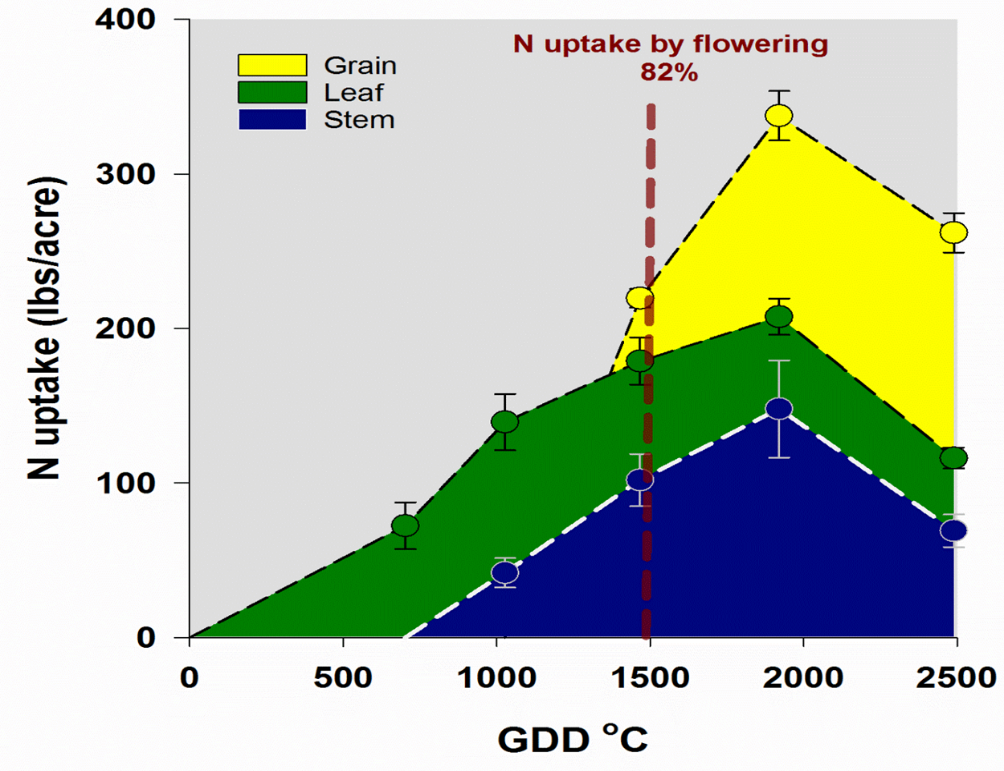 N uptake by flowering
82%
Grain
Leaf
Stem
N uptake (lbs/acre)
400
300
200
100
0
0 500 1000 1500 2000 2500
GDD °C